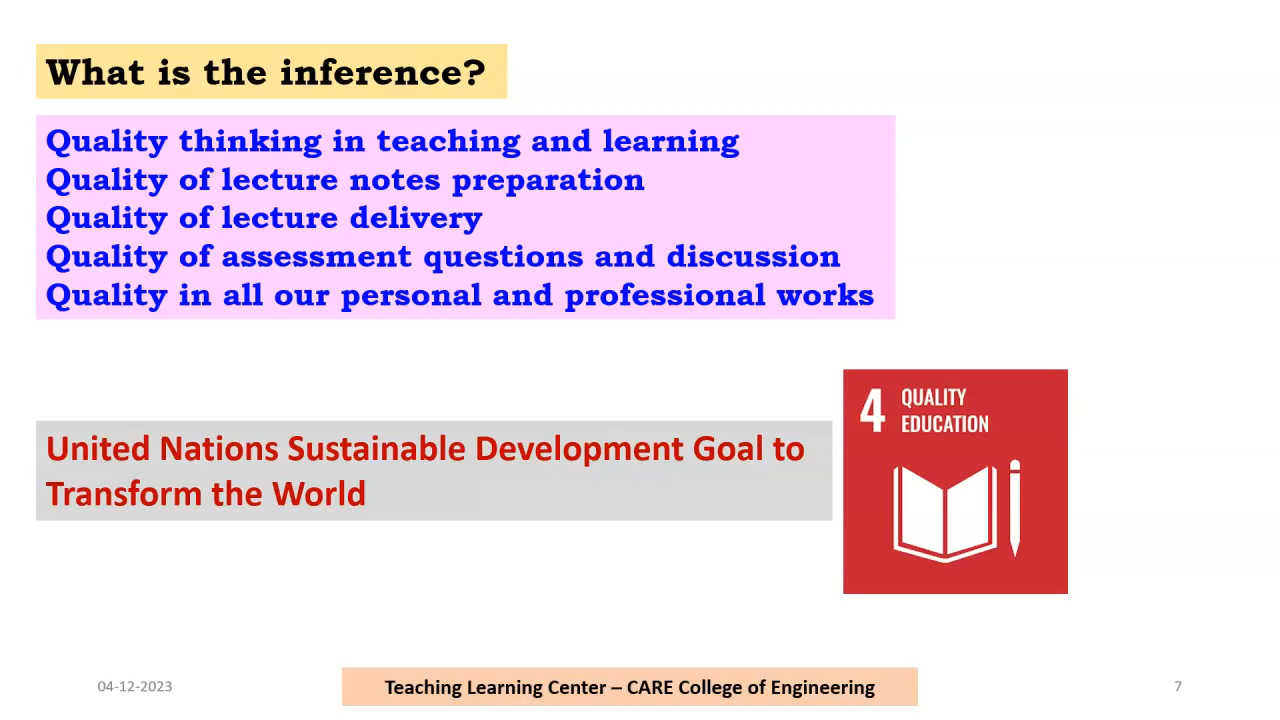 What is the inference?
Quality thinking in teaching and learning
Quality of lecture notes preparation
Quality of lecture delivery
Quality of assessment questions and discussion
Quality in all our personal and professional works
4 QUALITY
EDUCATION
United Nations Sustainable Development Goal to
Transform the World
04-12-2023
Teaching Learning Center – CARE College of Engineering
7